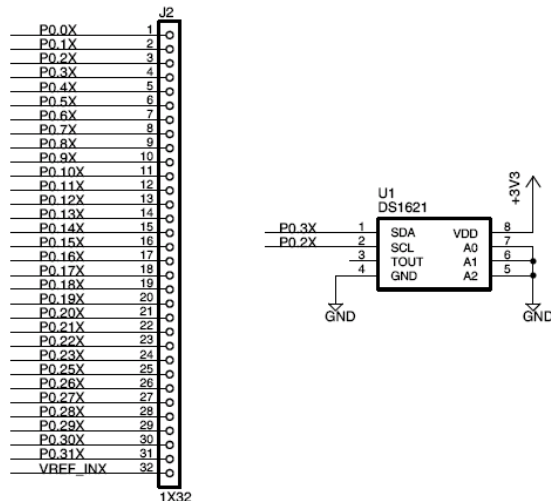 J2
P0.0X 1
P0.1X 2
P0.2X 3
P0.3X 4
P0.4X 5
P0.5X 6
P0.6X 7
P0.7X 8
P0.8X 9
P0.9X 10
P0.10X 11
P0.11X 12
P0.12X 13
P0.13X 14
P0.14X 15
P0.15X 16
P0.16X 17
P0.17X 18
P0.18X 19
P0.19X 20
P0.20X 21
P0.21X 22
P0.22X 23
P0.23X 24
P0.25X 25
P0.26X 26
P0.27X 27
P0.28X 28
P0.29X 29
P0.30X 30
P0.31X 31
VREF_INX 32
1X32
+3V3
U1
DS1621
P0.3X 1 SDA VDD 8
P0.2X 2 SCL A0 7
3 TOUT A1 6
4 GND A2 5
GND GND